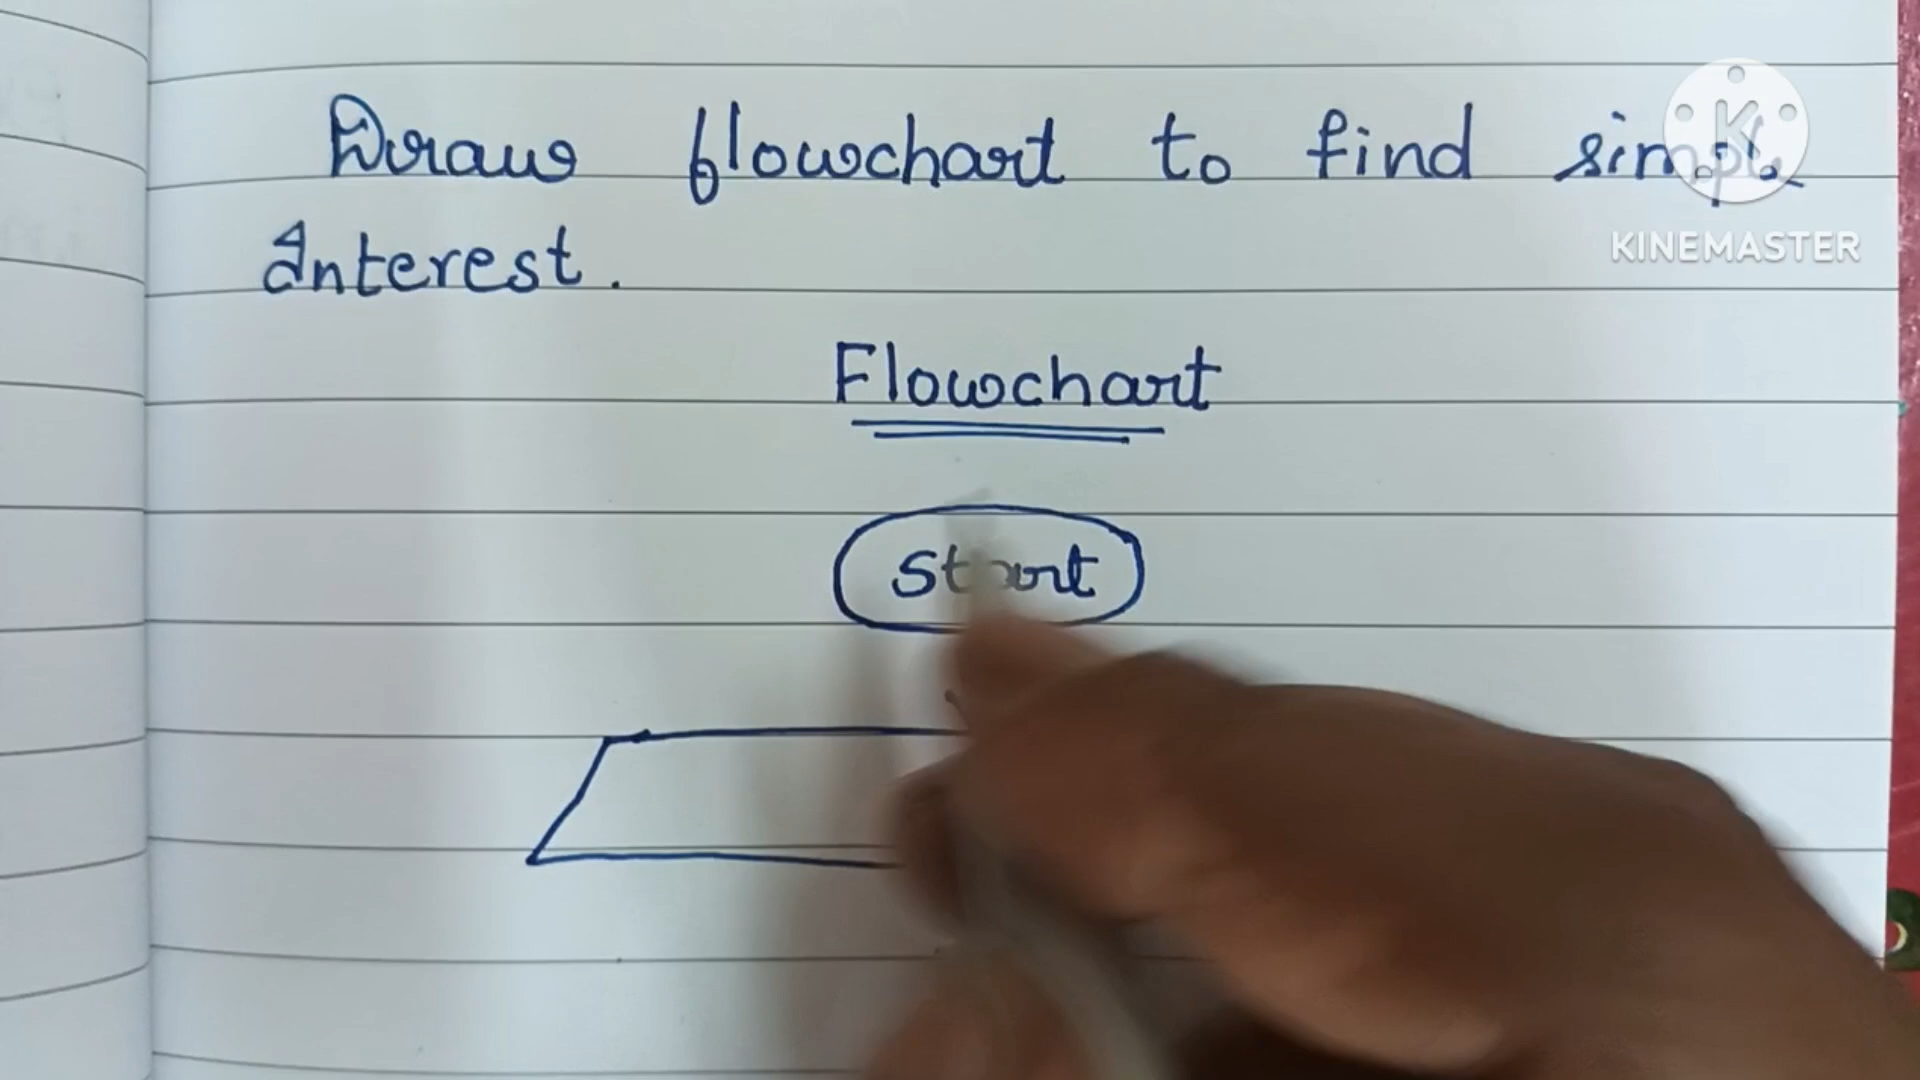 Draw flowchart to find simple
Interest.
KINEMASTER
Flowchart
Start